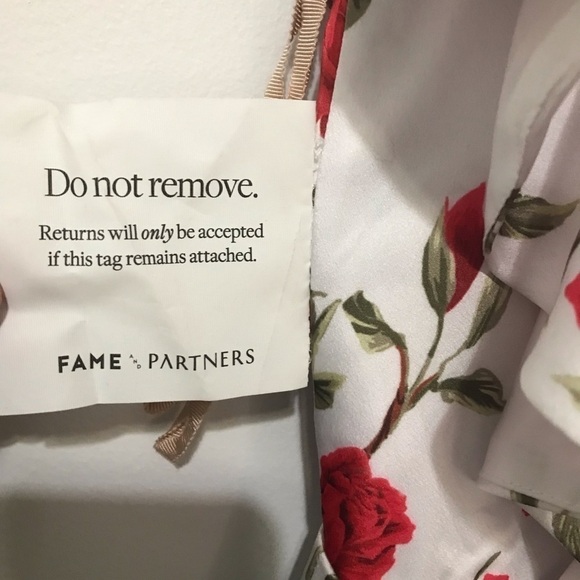 Do not remove.
Returns will only be accepted
if this tag remains attached.
FAME AND PARTNERS